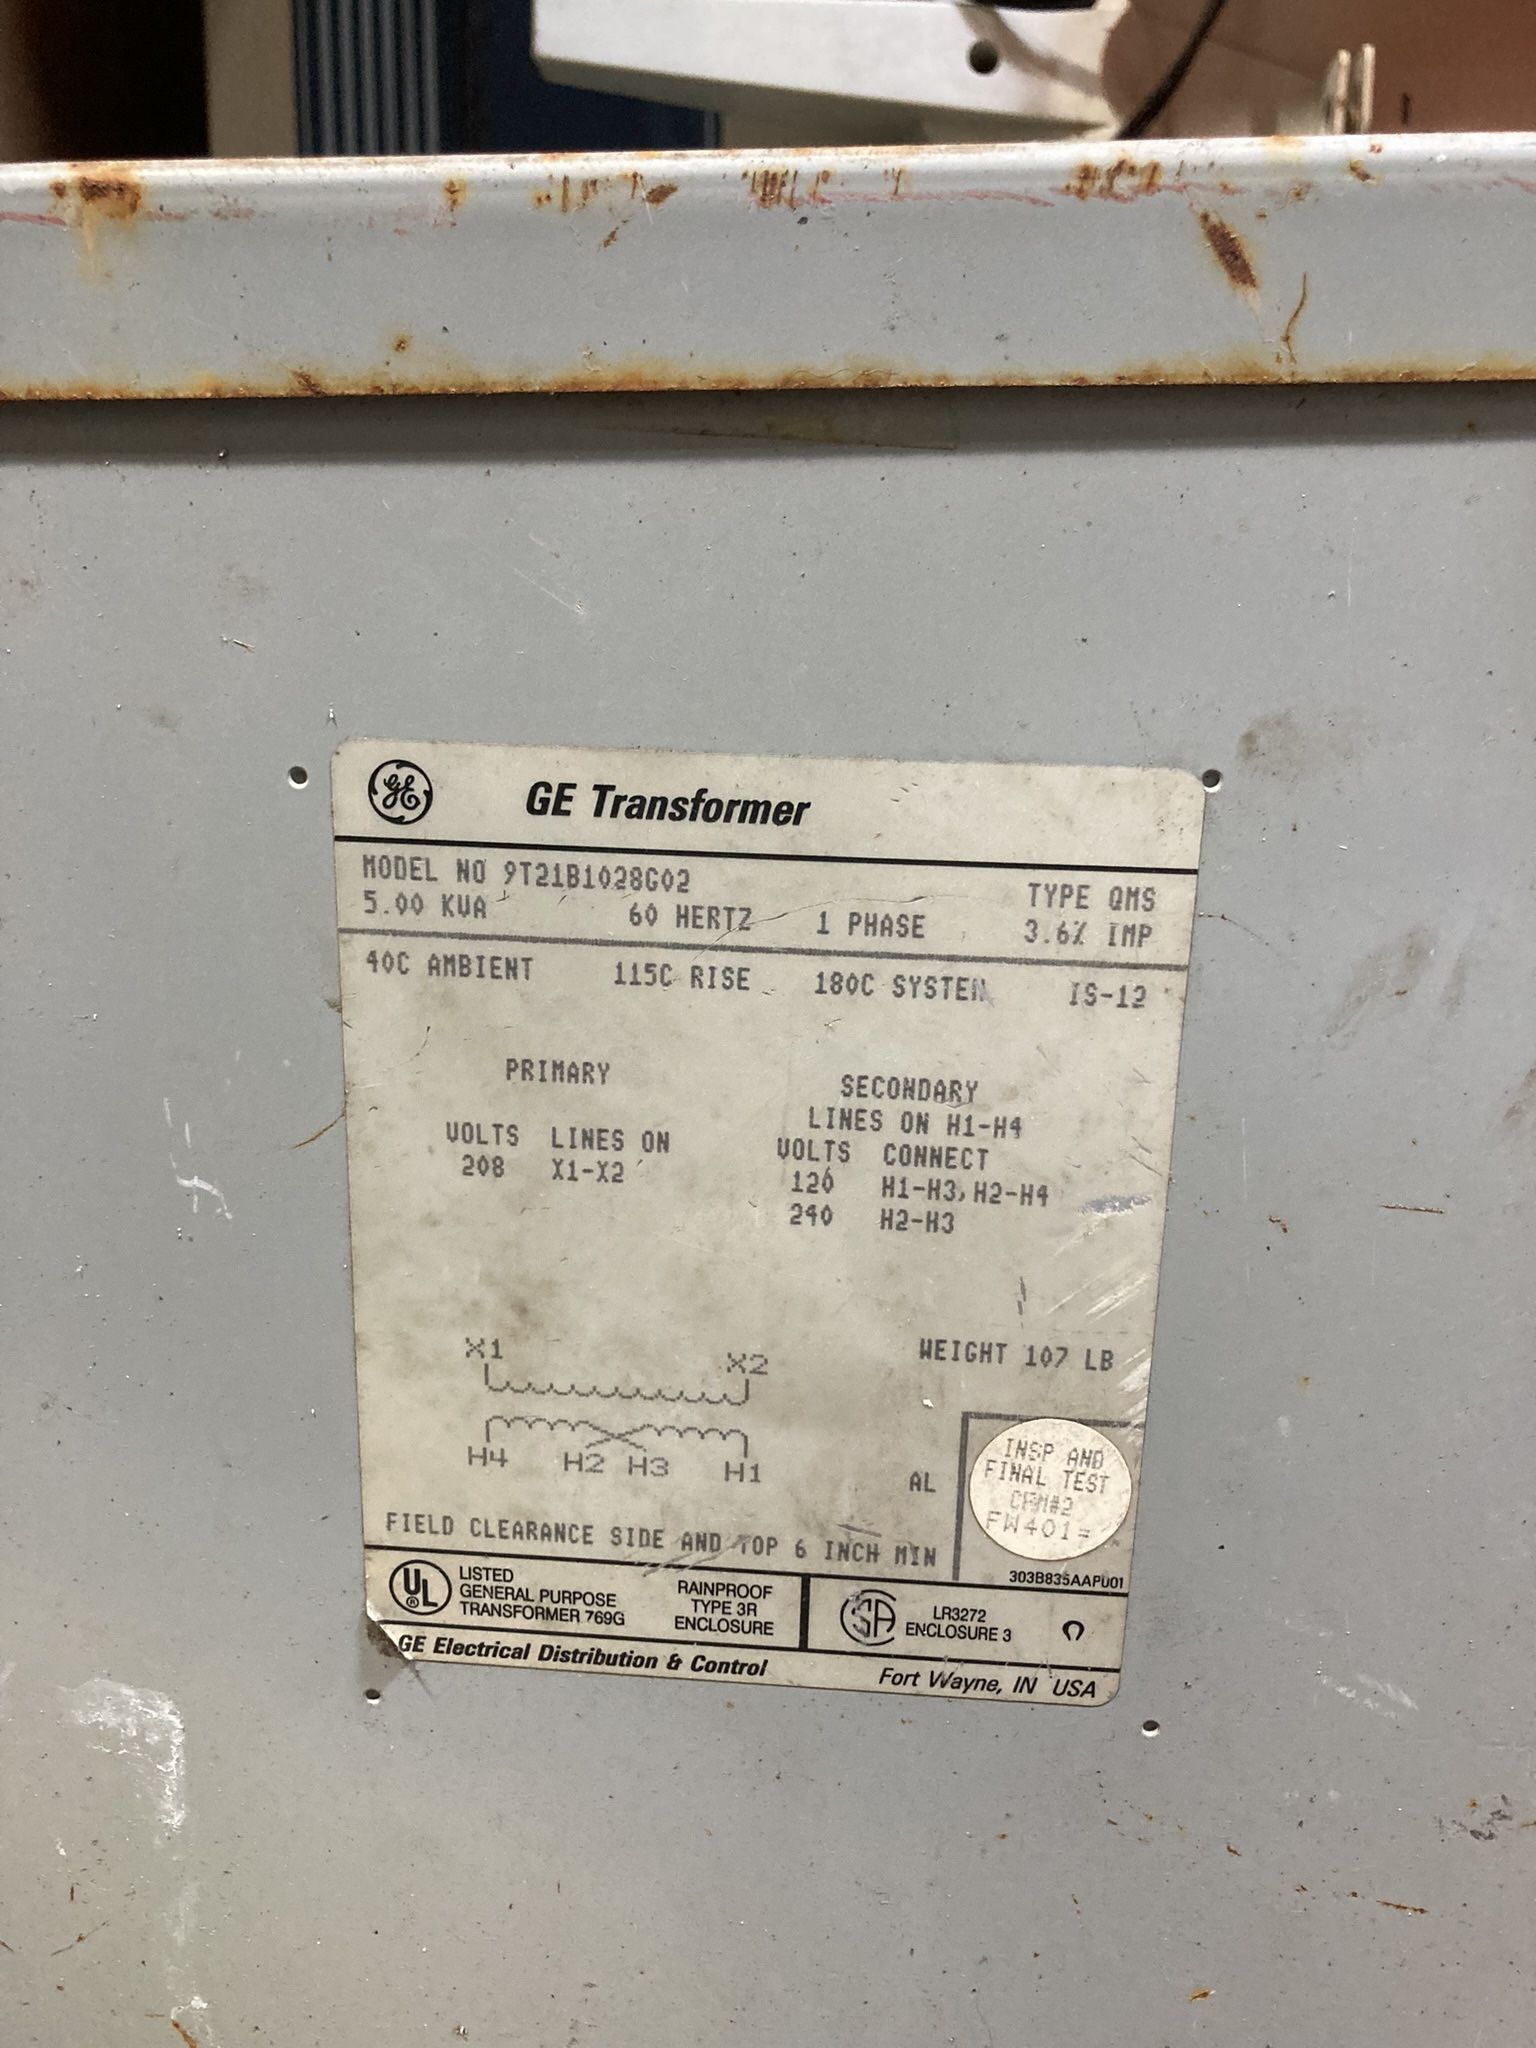 GE
GE Transformer
MODEL NO 9T21B1028G02 TYPE QMS
5.00 KVA 60 HERTZ 1 PHASE 3.6% IMP
40C AMBIENT 115C RISE 180C SYSTEM IS-12
PRIMARY
VOLTS LINES ON
208 X1-X2
SECONDARY
LINES ON H1-H4
VOLTS CONNECT
120 H1-H3, H2-H4
240 H2-H3
X1 X2
H4 H2 H3 H1
WEIGHT 107 LB
AL
INSP AND
FINAL TEST
FW401=
FIELD CLEARANCE SIDE AND TOP 6 INCH MIN
303B835AAP001
UL
LISTED
GENERAL PURPOSE
TRANSFORMER 769G
RAINPROOF
TYPE 3R
ENCLOSURE
SA
LR3272
ENCLOSURE 3
GE Electrical Distribution & Control
Fort Wayne, IN USA